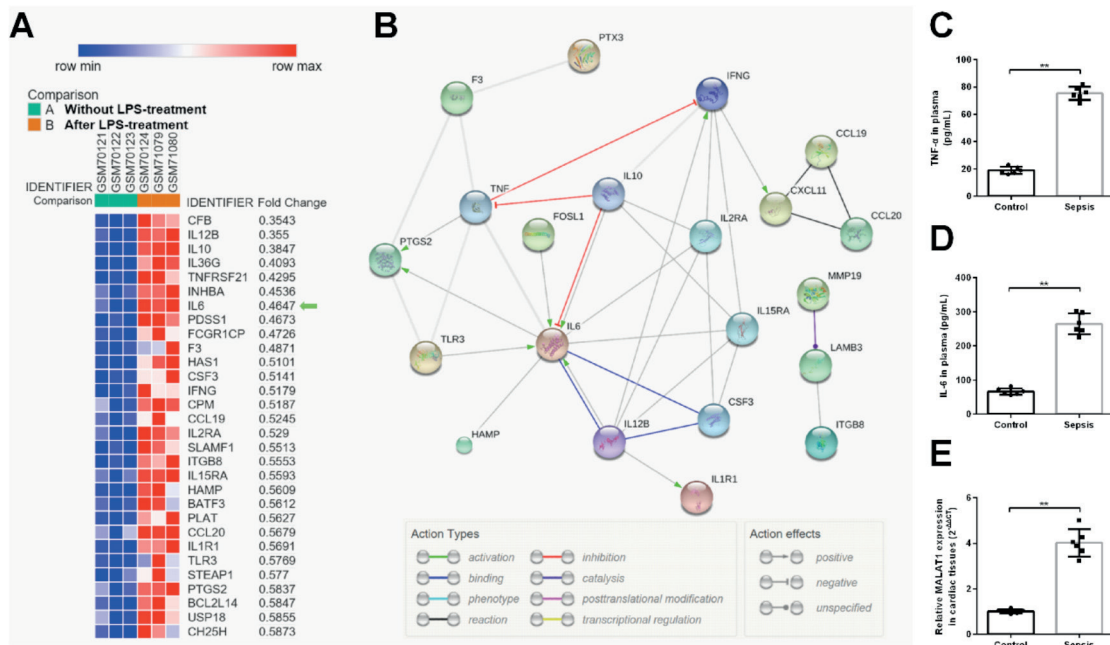 A
row min row max
Comparison
A Without LPS-treatment
B After LPS-treatment
GSM70121
GSM70122
GSM70123
GSM70124
GSM71079
GSM71080
IDENTIFIER
Comparison
IDENTIFIER Fold Change
CFB 0.3543
IL12B 0.355
IL10 0.3847
IL36G 0.4093
TNFRSF21 0.4295
INHBA 0.4536
IL6 0.4647
PDSS1 0.4673
FCGR1CP 0.4726
F3 0.4871
HAS1 0.5101
CSF3 0.5141
IFNG 0.5179
CPM 0.5187
CCL19 0.5245
IL2RA 0.529
SLAMF1 0.5513
ITGB8 0.5553
IL15RA 0.5593
HAMP 0.5609
BATF3 0.5612
PLAT 0.5627
CCL20 0.5679
IL1R1 0.5691
TLR3 0.5769
STEAP1 0.577
PTGS2 0.5837
BCL2L14 0.5847
USP18 0.5855
CH25H 0.5873
B
PTX3
F3
IFNG
CCL19
TNF
IL10
CXCL11
FOSL1
IL2RA
CCL20
PTGS2
MMP19
IL15RA
IL6
TLR3
LAMB3
CSF3
HAMP
IL12B
ITGB8
IL1R1
Action Types
activation inhibition
binding catalysis
phenotype posttranslational modification
reaction transcriptional regulation
Action effects
positive
negative
unspecified
C
TNF-α in plasma
(pg/mL)
100
80
60
40
20
0
**
Control Sepsis
D
IL-6 in plasma (pg/mL)
400
300
200
100
0
**
Control Sepsis
E
Relative MALAT1 expression
in cardiac tissues (2-ΔΔCT)
6
4
2
0
**
Control Sepsis